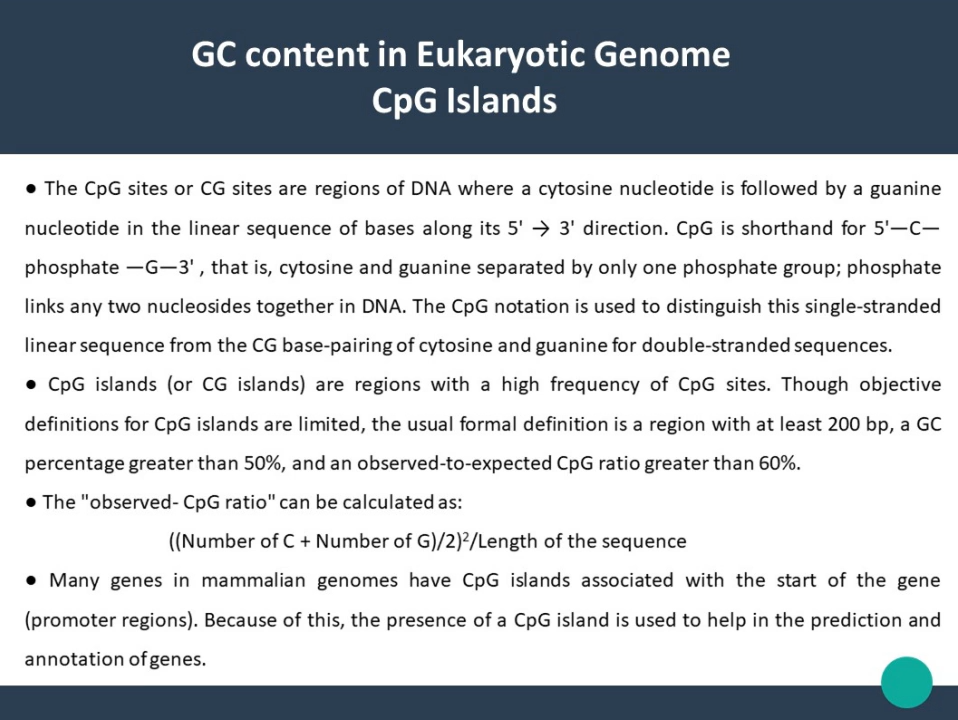 GC content in Eukaryotic Genome
CpG Islands
● The CpG sites or CG sites are regions of DNA where a cytosine nucleotide is followed by a guanine
nucleotide in the linear sequence of bases along its 5' → 3' direction. CpG is shorthand for 5'—C—
phosphate —G—3' , that is, cytosine and guanine separated by only one phosphate group; phosphate
links any two nucleosides together in DNA. The CpG notation is used to distinguish this single-stranded
linear sequence from the CG base-pairing of cytosine and guanine for double-stranded sequences.
● CpG islands (or CG islands) are regions with a high frequency of CpG sites. Though objective
definitions for CpG islands are limited, the usual formal definition is a region with at least 200 bp, a GC
percentage greater than 50%, and an observed-to-expected CpG ratio greater than 60%.
● The "observed- CpG ratio" can be calculated as:
((Number of C + Number of G)/2)²/Length of the sequence
● Many genes in mammalian genomes have CpG islands associated with the start of the gene
(promoter regions). Because of this, the presence of a CpG island is used to help in the prediction and
annotation of genes.